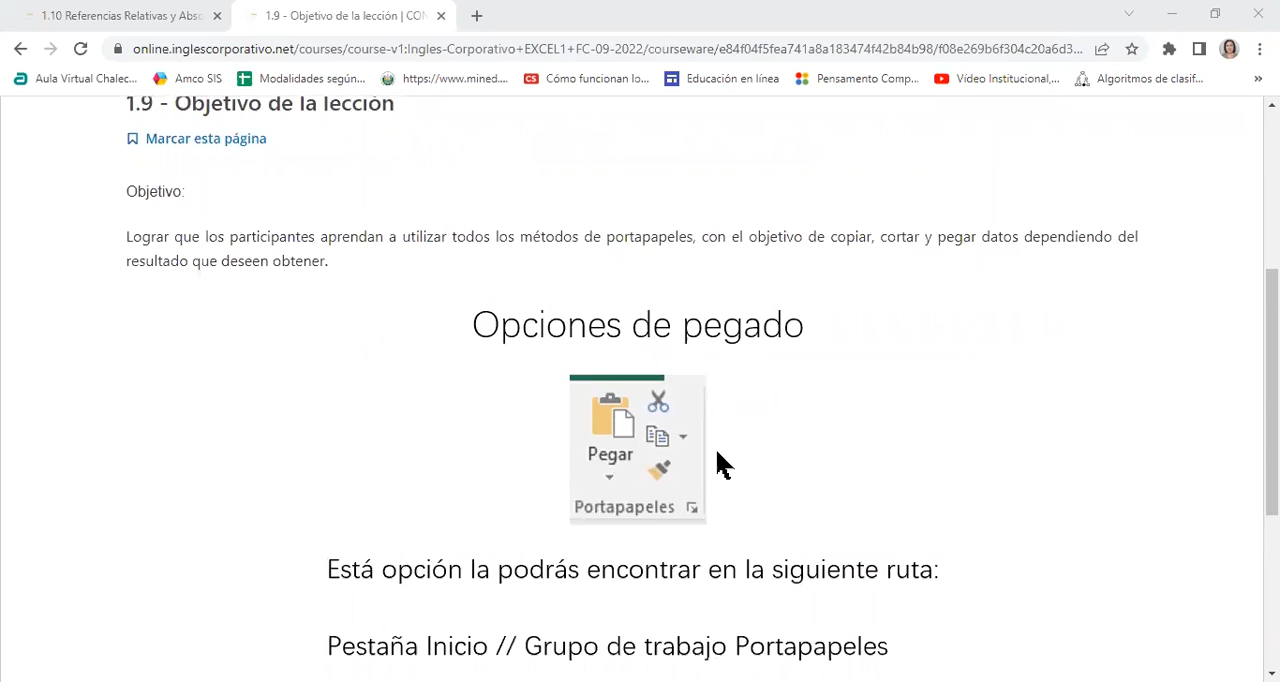 1.10 Referencias Relativas y Abso
1.9 - Objetivo de la lección | CON
online.inglescorporativo.net/courses/course-v1:Ingles-Corporativo+EXCEL1+FC-09-2022/courseware/e84f04f5fea741a8a183474f42b84b98/f08e269b6f304c20a6d3...
Aula Virtual Chalec... Amco SIS Modalidades según... https://www.mined.... CS Cómo funcionan lo... Educación en línea Pensamento Comp... Vídeo Institucional,... Algoritmos de clasif... »
1.9 - Objetivo de la lección
Marcar esta página
Objetivo:
Lograr que los participantes aprendan a utilizar todos los métodos de portapapeles, con el objetivo de copiar, cortar y pegar datos dependiendo del
resultado que deseen obtener.
Opciones de pegado
Pegar
Portapapeles
Está opción la podrás encontrar en la siguiente ruta:
Pestaña Inicio // Grupo de trabajo Portapapeles